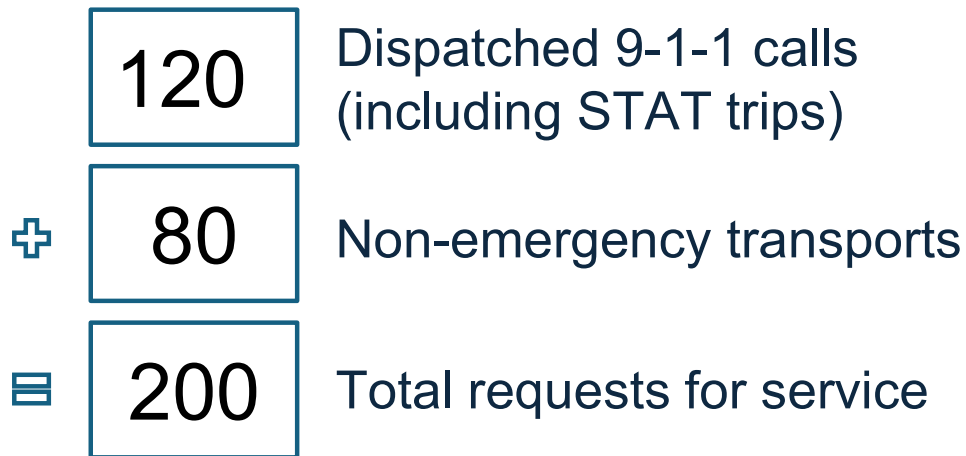 120 Dispatched 9-1-1 calls
(including STAT trips)
+ 80 Non-emergency transports
= 200 Total requests for service